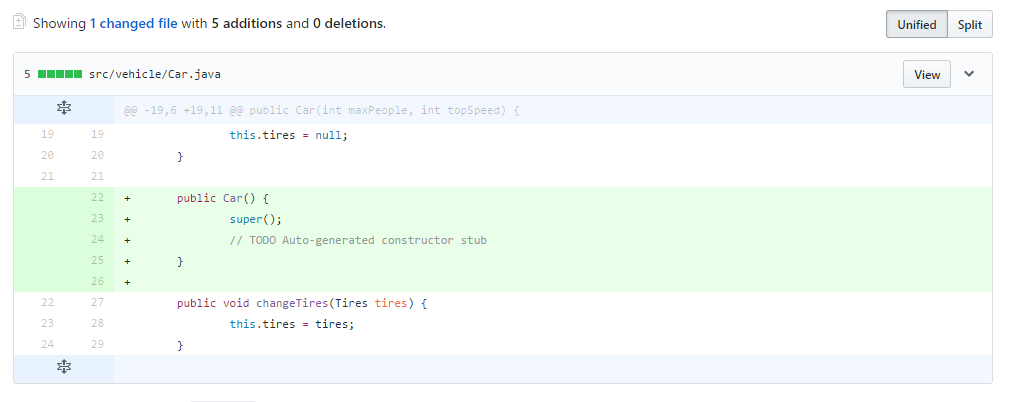 Showing 1 changed file with 5 additions and 0 deletions.
Unified Split
5 src/vehicle/Car.java View
@@ -19,6 +19,11 @@ public Car(int maxPeople, int topSpeed) {
19 19 this.tires = null;
20 20 }
21 21
22 + public Car() {
23 + super();
24 + // TODO Auto-generated constructor stub
25 + }
26 +
22 27 public void changeTires(Tires tires) {
23 28 this.tires = tires;
24 29 }